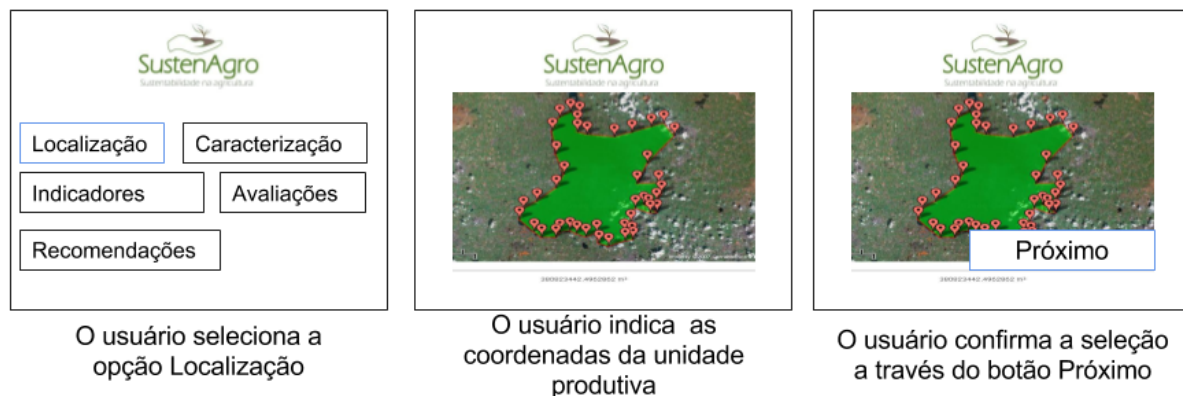 SustenAgro
Sustentabilidade na agricultura
Localização
Caracterização
Indicadores
Avaliações
Recomendações
O usuário seleciona a
opção Localização
SustenAgro
Sustentabilidade na agricultura
O usuário indica as
coordenadas da unidade
produtiva
SustenAgro
Sustentabilidade na agricultura
Próximo
O usuário confirma a seleção
a través do botão Próximo